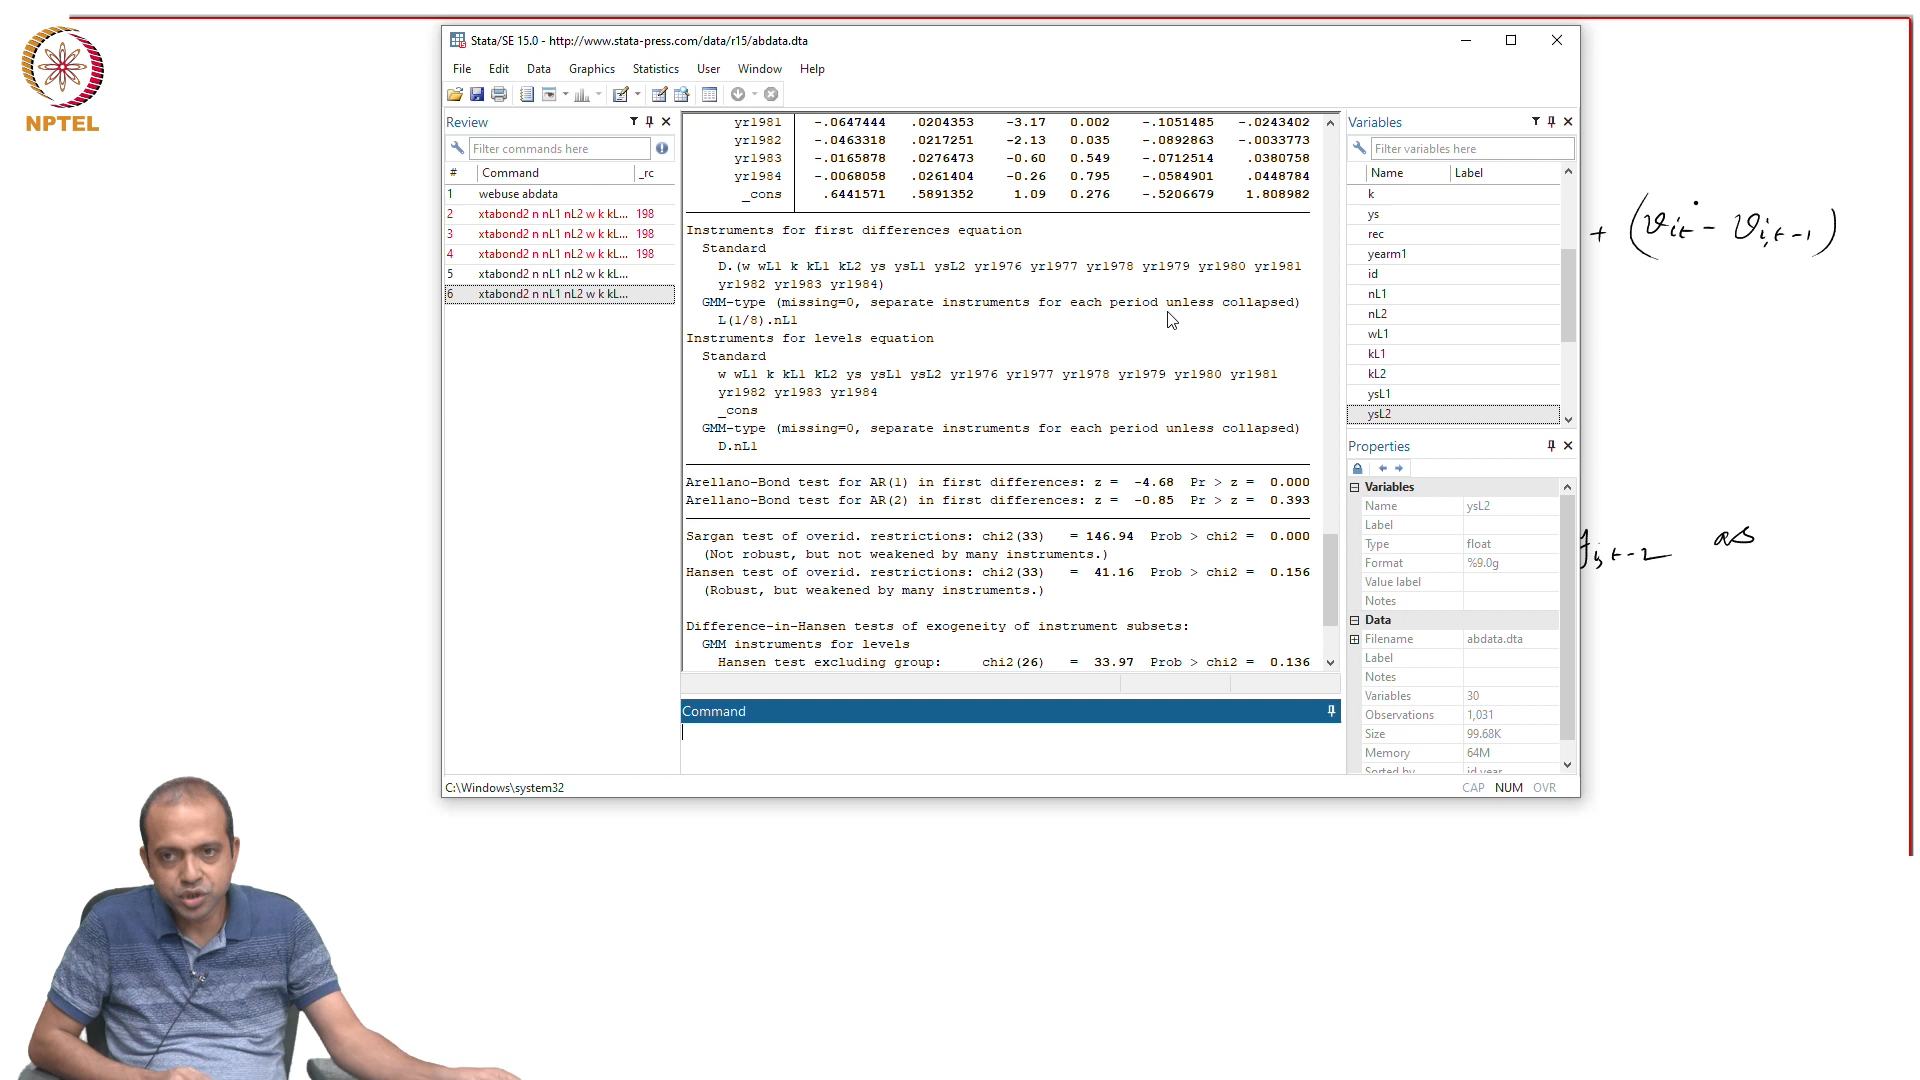 NPTEL
Stata/SE 15.0 - http://www.stata-press.com/data/r15/abdata.dta
File Edit Data Graphics Statistics User Window Help
Review
Filter commands here
# Command _rc
1 webuse abdata
2 xtabond2 n nL1 nL2 w k kL... 198
3 xtabond2 n nL1 nL2 w k kL... 198
4 xtabond2 n nL1 nL2 w k kL... 198
5 xtabond2 n nL1 nL2 w k kL...
6 xtabond2 n nL1 nL2 w k kL...
yr1981 -.0647444 .0204353 -3.17 0.002 -.1051485 -.0243402
yr1982 -.0463318 .0217251 -2.13 0.035 -.0892863 -.0033773
yr1983 -.0165878 .0276473 -0.60 0.549 -.0712514 .0380758
yr1984 -.0068058 .0261404 -0.26 0.795 -.0584901 .0448784
_cons .6441571 .5891352 1.09 0.276 -.5206679 1.808982
Instruments for first differences equation
Standard
D.(w wL1 k kL1 kL2 ys ysL1 ysL2 yr1976 yr1977 yr1978 yr1979 yr1980 yr1981
yr1982 yr1983 yr1984)
GMM-type (missing=0, separate instruments for each period unless collapsed)
L(1/8).nL1
Instruments for levels equation
Standard
w wL1 k kL1 kL2 ys ysL1 ysL2 yr1976 yr1977 yr1978 yr1979 yr1980 yr1981
yr1982 yr1983 yr1984
_cons
GMM-type (missing=0, separate instruments for each period unless collapsed)
D.nL1
Arellano-Bond test for AR(1) in first differences: z = -4.68 Pr > z = 0.000
Arellano-Bond test for AR(2) in first differences: z = -0.85 Pr > z = 0.393
Sargan test of overid. restrictions: chi2(33) = 146.94 Prob > chi2 = 0.000
(Not robust, but not weakened by many instruments.)
Hansen test of overid. restrictions: chi2(33) = 41.16 Prob > chi2 = 0.156
(Robust, but weakened by many instruments.)
Difference-in-Hansen tests of exogeneity of instrument subsets:
GMM instruments for levels
Hansen test excluding group: chi2(26) = 33.97 Prob > chi2 = 0.136
Command
C:\Windows\system32
Variables
Filter variables here
Name Label
k
ys
rec
yearm1
id
nL1
nL2
wL1
kL1
kL2
ysL1
ysL2
Properties
Variables
Name ysL2
Label
Type float
Format %9.0g
Value label
Notes
Data
Filename abdata.dta
Label
Notes
Variables 30
Observations 1,031
Size 99.68K
Memory 64M
Sorted by id year
CAP NUM OVR
+ (ϑit - ϑi,t-1)
yi,t-2 as